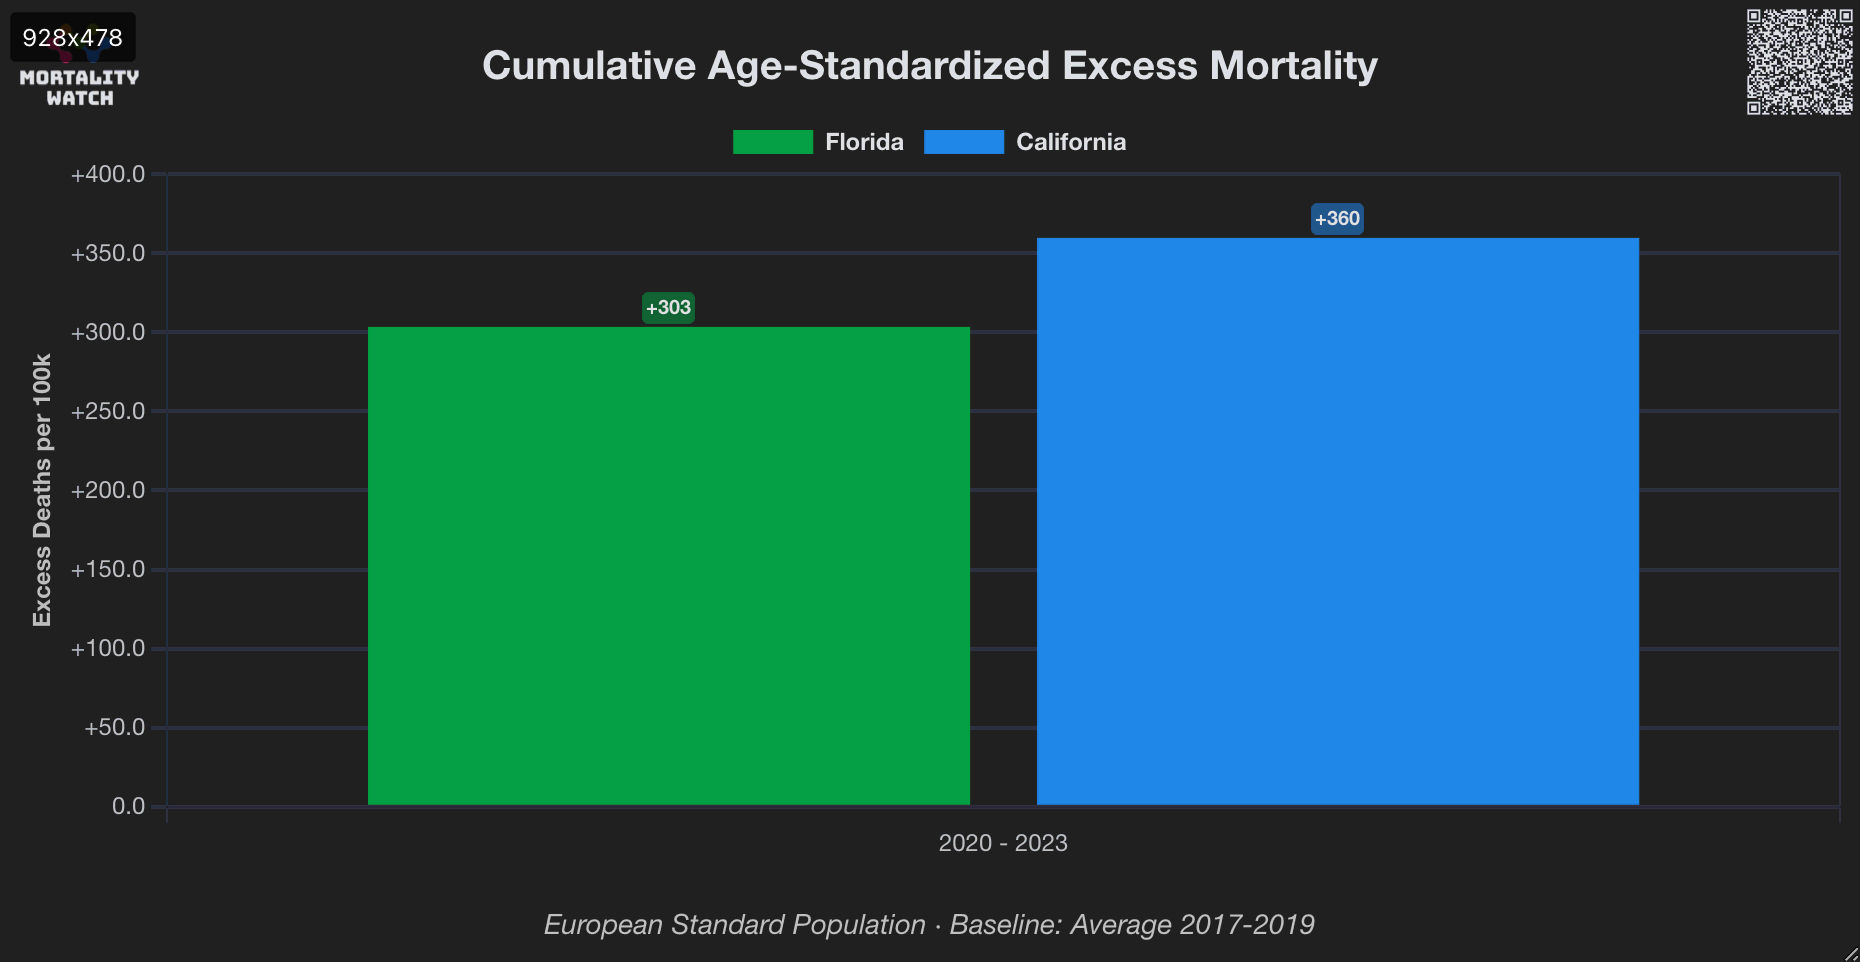 928x478
MORTALITY
WATCH
Cumulative Age-Standardized Excess Mortality
Florida
California
Excess Deaths per 100k
+400.0
+350.0
+300.0
+250.0
+200.0
+150.0
+100.0
+50.0
0.0
+303
+360
2020 - 2023
European Standard Population · Baseline: Average 2017-2019